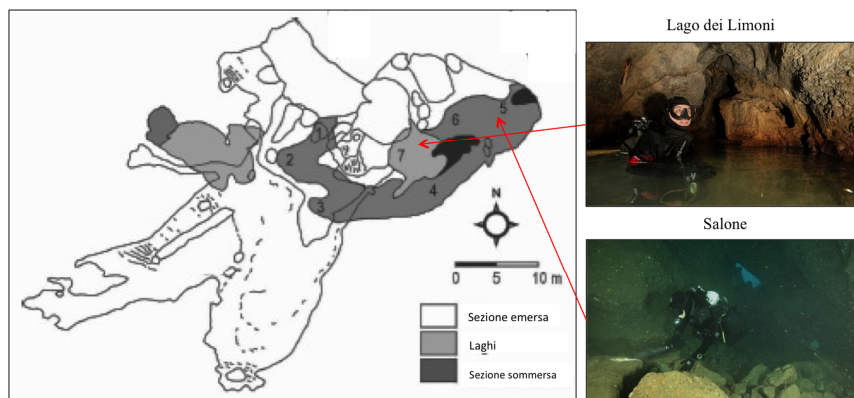 Lago dei Limoni
1
2
3
4
5
6
7
N
0 5 10 m
Sezione emersa
Laghi
Sezione sommersa
Salone